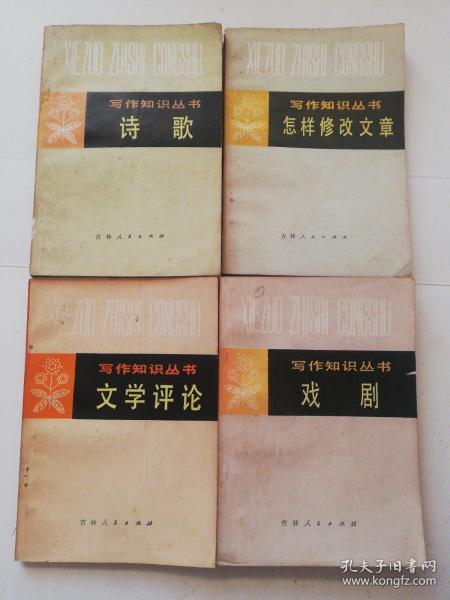 XIEZUO ZHISHI CONGSHU
写作知识丛书
诗歌
吉林人民出版社
XIEZUO ZHISHI CONGSHU
写作知识丛书
怎样修改文章
吉林人民出版社
XIEZUO ZHISHI CONGSHU
写作知识丛书
文学评论
吉林人民出版社
XIEZUO ZHISHI CONGSHU
写作知识丛书
戏剧
吉林人民出版社
孔夫子旧书网
www.kongfz.com